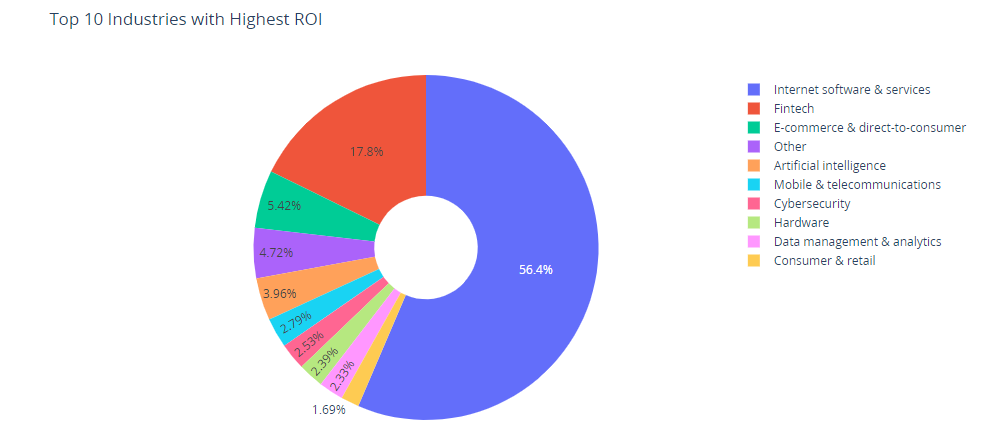 Top 10 Industries with Highest ROI
Internet software & services
Fintech
E-commerce & direct-to-consumer
Other
Artificial intelligence
Mobile & telecommunications
Cybersecurity
Hardware
Data management & analytics
Consumer & retail
17.8%
5.42%
4.72%
3.96%
2.79%
2.53%
2.39%
2.33%
1.69%
56.4%